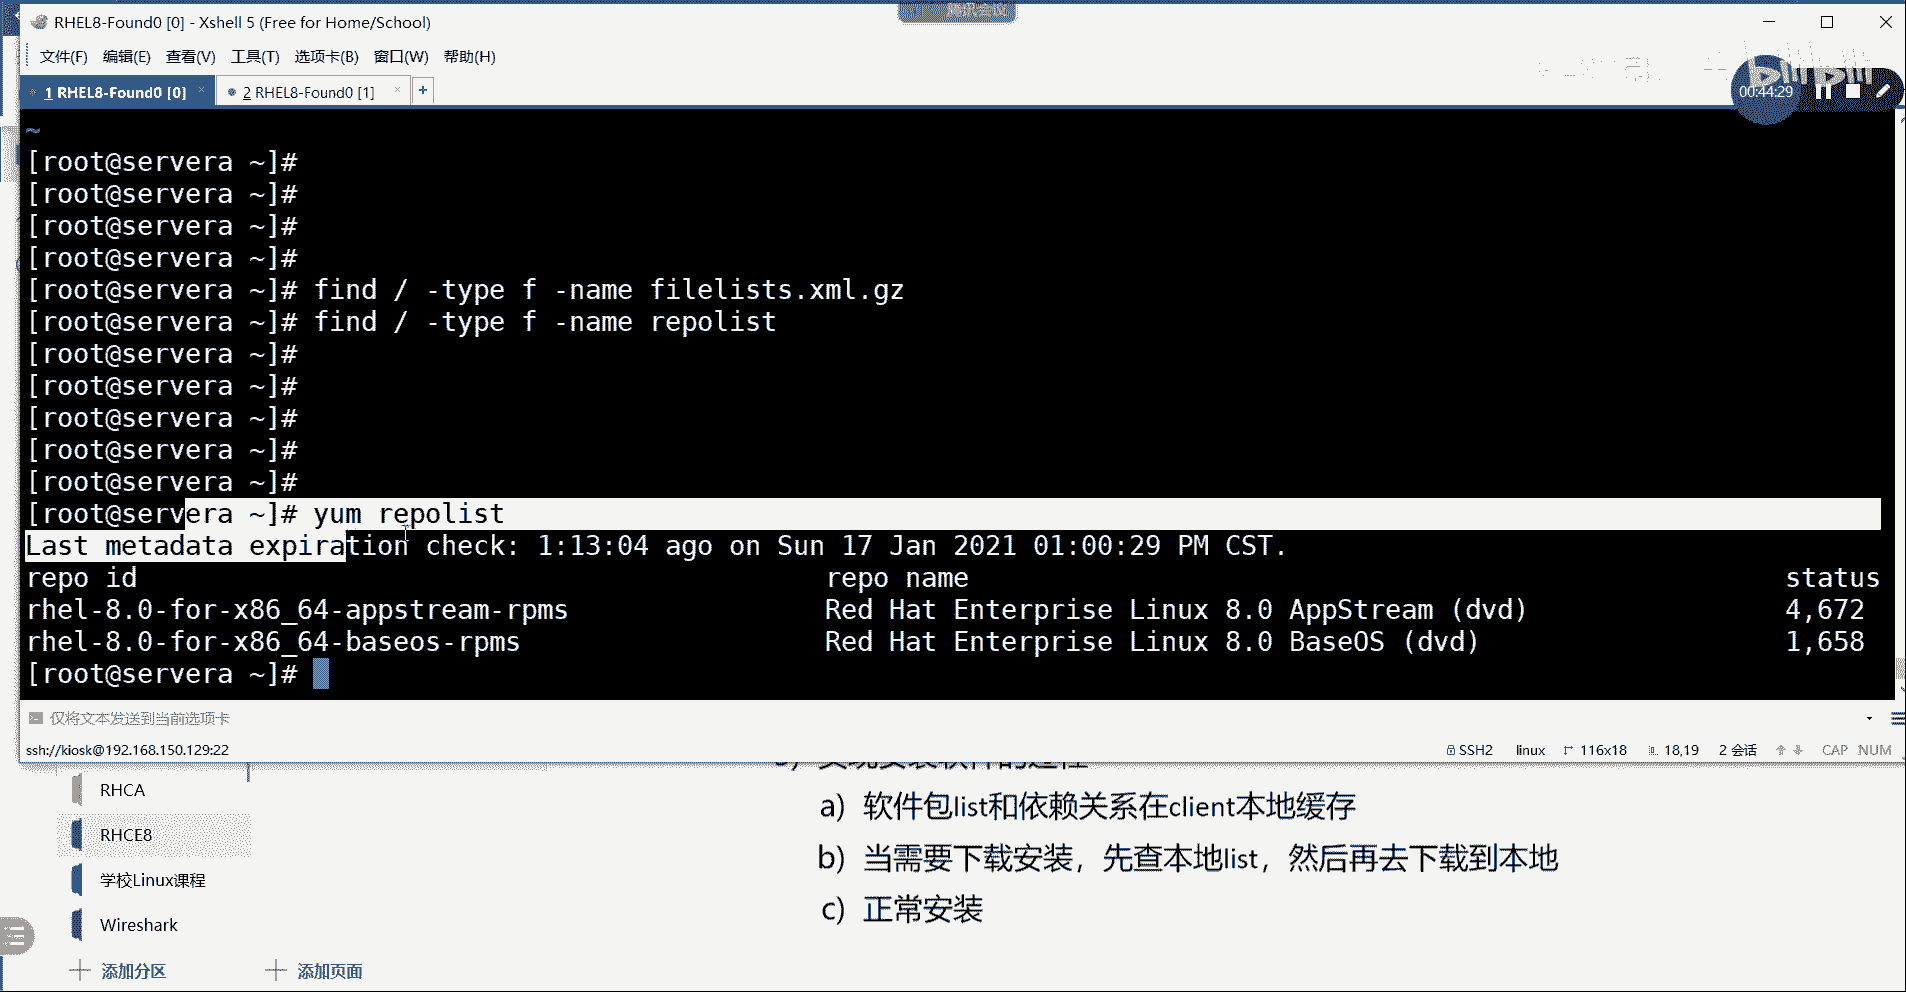 腾讯会议
RHEL8-Found0 [0] - Xshell 5 (Free for Home/School)
文件(F) 编辑(E) 查看(V) 工具(T) 选项卡(B) 窗口(W) 帮助(H)
bilibili
1 RHEL8-Found0 [0] × 2 RHEL8-Found0 [1] × +
00:44:29
~
[root@servera ~]#
[root@servera ~]#
[root@servera ~]#
[root@servera ~]#
[root@servera ~]# find / -type f -name filelists.xml.gz
[root@servera ~]# find / -type f -name repolist
[root@servera ~]#
[root@servera ~]#
[root@servera ~]#
[root@servera ~]#
[root@servera ~]#
[root@servera ~]# yum repolist
Last metadata expiration check: 1:13:04 ago on Sun 17 Jan 2021 01:00:29 PM CST.
repo id repo name status
rhel-8.0-for-x86_64-appstream-rpms Red Hat Enterprise Linux 8.0 AppStream (dvd) 4,672
rhel-8.0-for-x86_64-baseos-rpms Red Hat Enterprise Linux 8.0 BaseOS (dvd) 1,658
[root@servera ~]#
仅将文本发送到当前选项卡
ssh://kiosk@192.168.150.129:22 SSH2 linux 116x18 18,19 2 会话 CAP NUM
RHCA
a) 软件包list和依赖关系在client本地缓存
RHCE8
b) 当需要下载安装，先查本地list，然后再去下载到本地
学校Linux课程
c) 正常安装
Wireshark
添加分区 添加页面